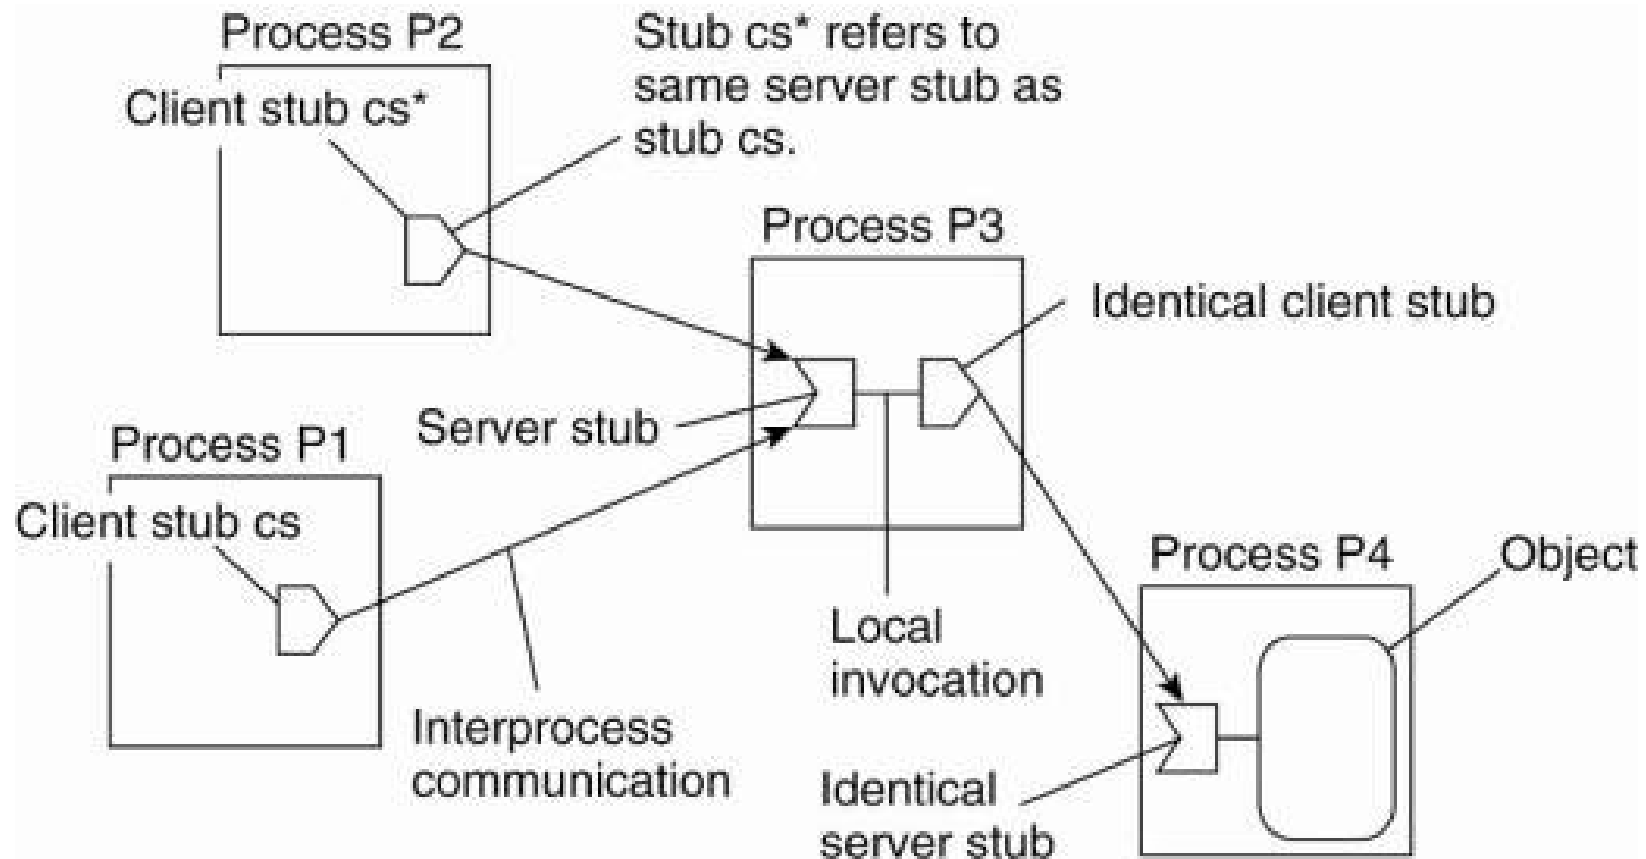 Process P2
Client stub cs*
Stub cs* refers to
same server stub as
stub cs.
Process P3
Identical client stub
Server stub
Process P1
Client stub cs
Interprocess
communication
Local
invocation
Process P4
Object
Identical
server stub